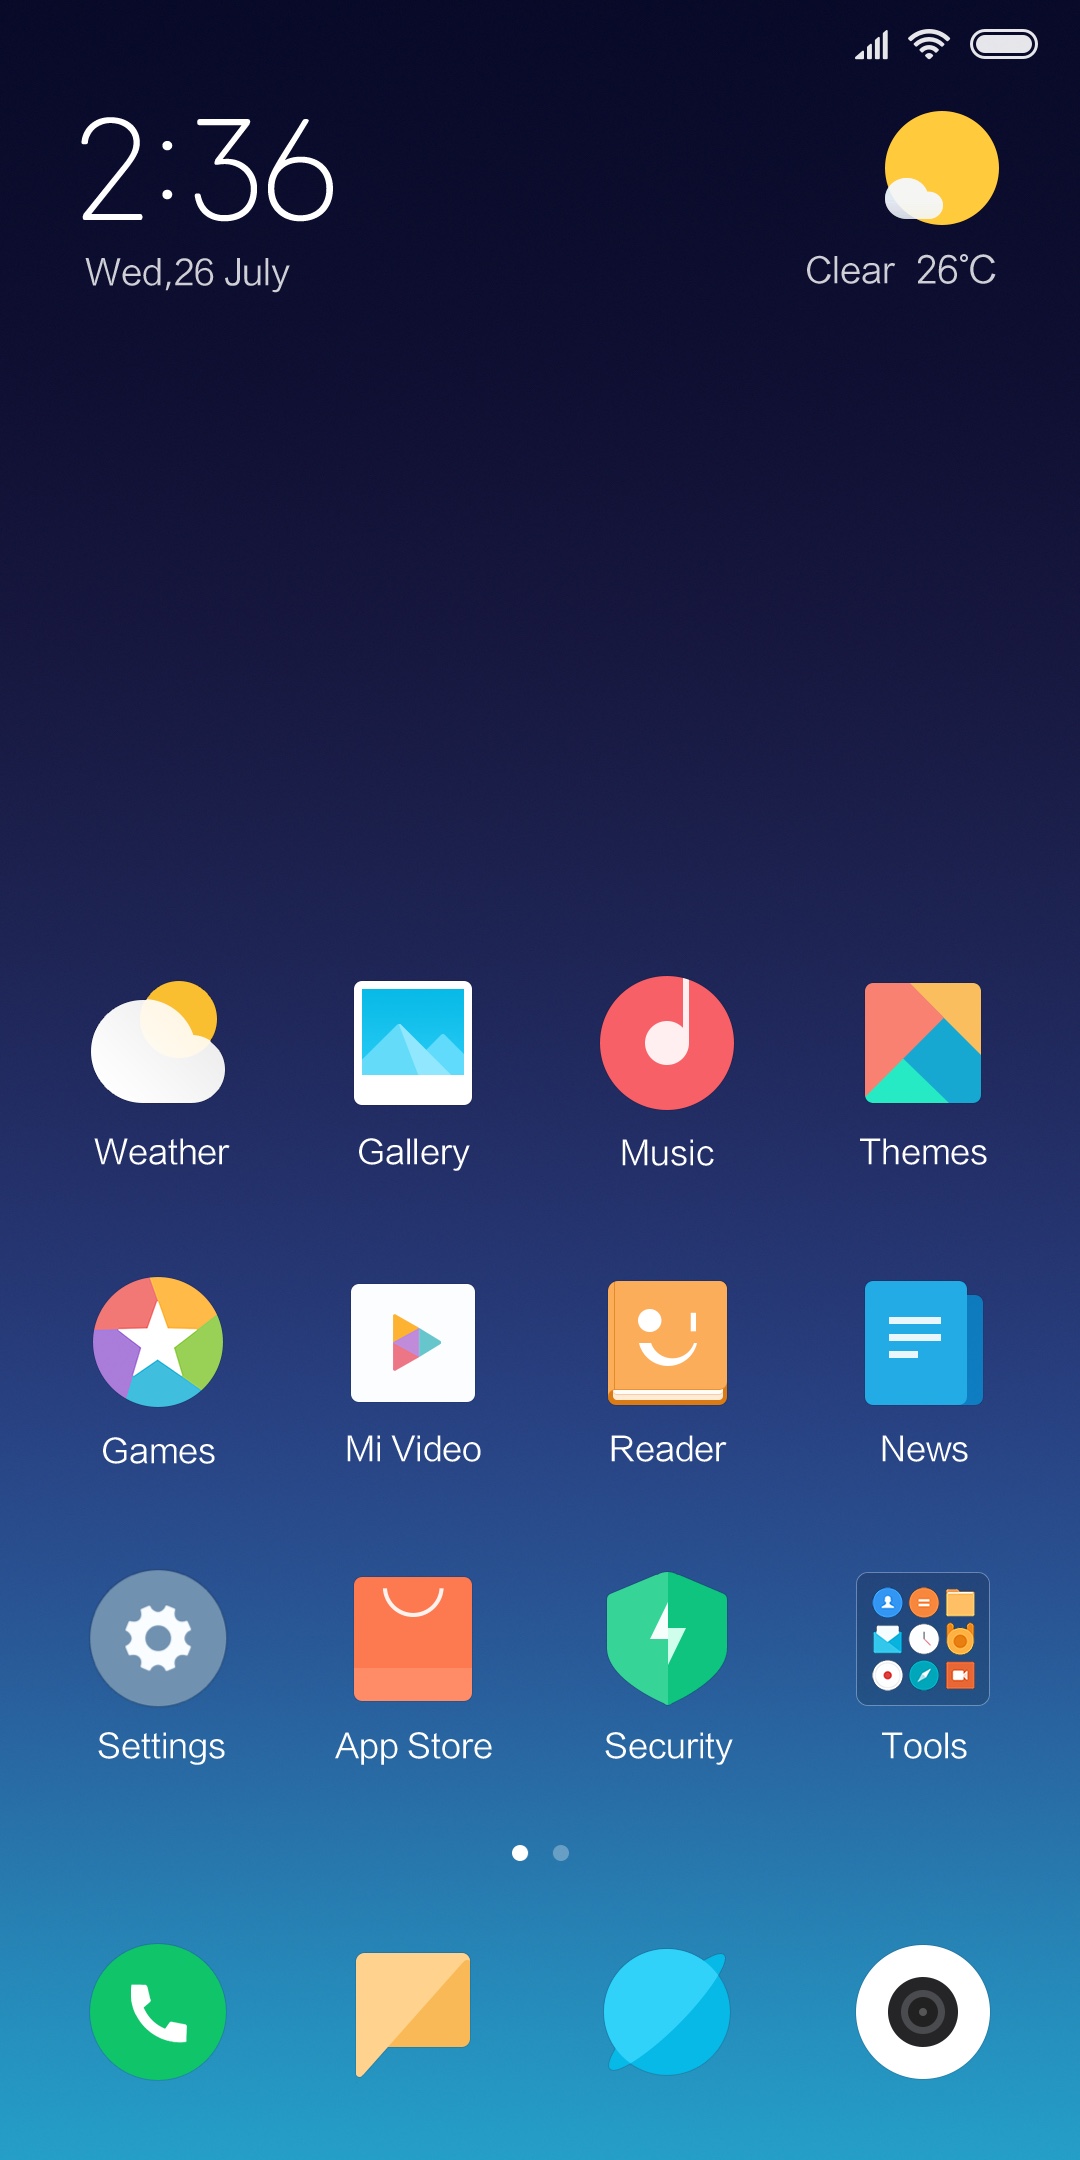 2:36
Wed,26 July
Clear 26°C
Weather
Gallery
Music
Themes
Games
Mi Video
Reader
News
Settings
App Store
Security
Tools